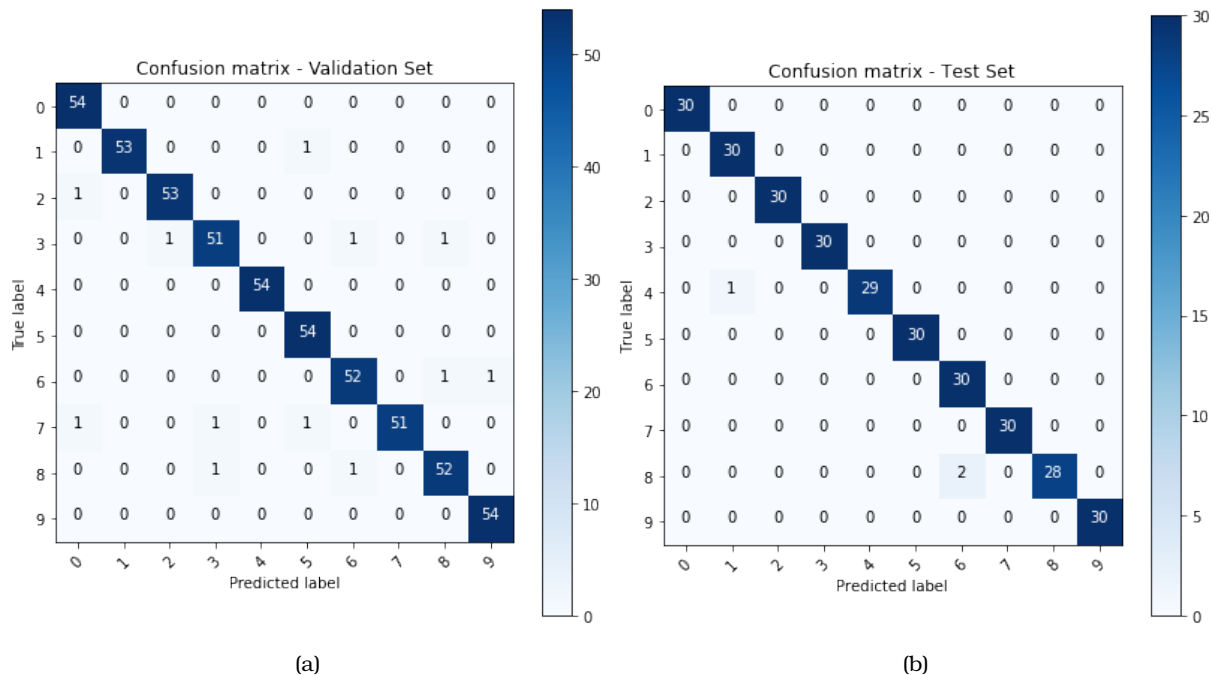 Confusion matrix - Validation Set
0 54 0 0 0 0 0 0 0 0 0
1 0 53 0 0 0 1 0 0 0 0
2 1 0 53 0 0 0 0 0 0 0
3 0 0 1 51 0 0 1 0 1 0
4 0 0 0 0 54 0 0 0 0 0
5 0 0 0 0 0 54 0 0 0 0
6 0 0 0 0 0 0 52 0 1 1
7 1 0 0 1 0 1 0 51 0 0
8 0 0 0 1 0 0 1 0 52 0
9 0 0 0 0 0 0 0 0 0 54
0 1 2 3 4 5 6 7 8 9
True label
Predicted label
50
40
30
20
10
0
(a)
Confusion matrix - Test Set
0 30 0 0 0 0 0 0 0 0 0
1 0 30 0 0 0 0 0 0 0 0
2 0 0 30 0 0 0 0 0 0 0
3 0 0 0 30 0 0 0 0 0 0
4 0 1 0 0 29 0 0 0 0 0
5 0 0 0 0 0 30 0 0 0 0
6 0 0 0 0 0 0 30 0 0 0
7 0 0 0 0 0 0 0 30 0 0
8 0 0 0 0 0 0 2 0 28 0
9 0 0 0 0 0 0 0 0 0 30
0 1 2 3 4 5 6 7 8 9
True label
Predicted label
30
25
20
15
10
5
0
(b)